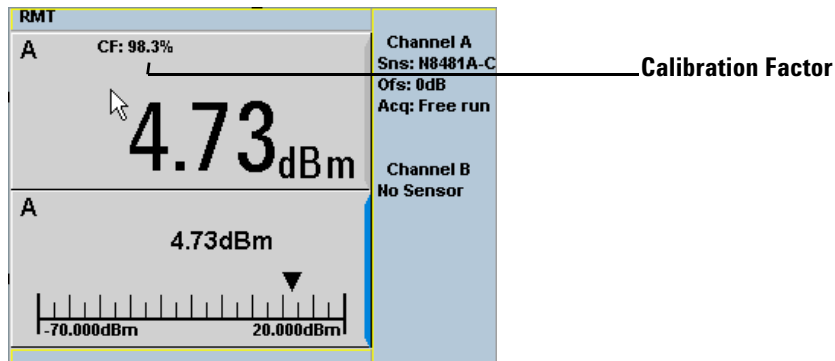 RMT
A
CF: 98.3%
4.73dBm
Channel A
Sns: N8481A-C
Ofs: 0dB
Acq: Free run
Channel B
No Sensor
Calibration Factor
A
4.73dBm
-70.000dBm
20.000dBm